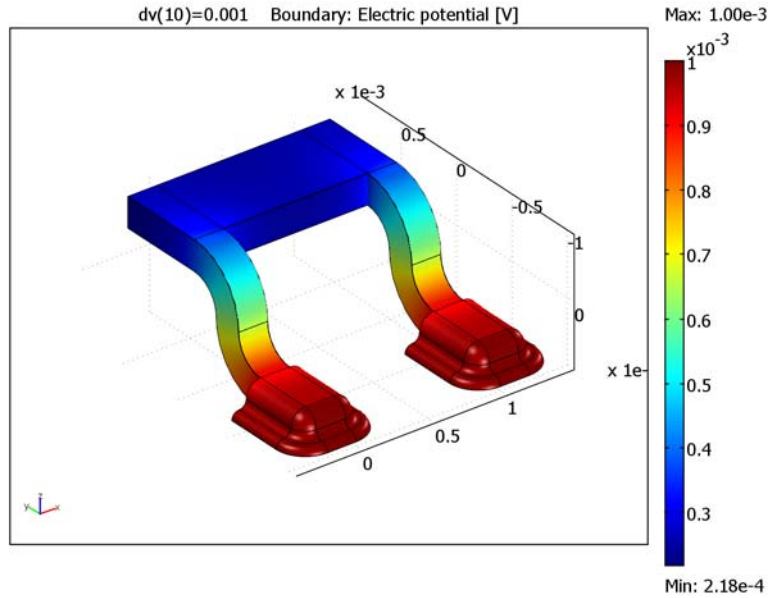 dv(10)=0.001 Boundary: Electric potential [V]
Max: 1.00e-3
x10⁻³
1
0.9
0.8
0.7
0.6
0.5
0.4
0.3
Min: 2.18e-4
x 1e-3
0.5
0
-0.5
-1
0
x 1e-
1
0.5
0
z
y
x